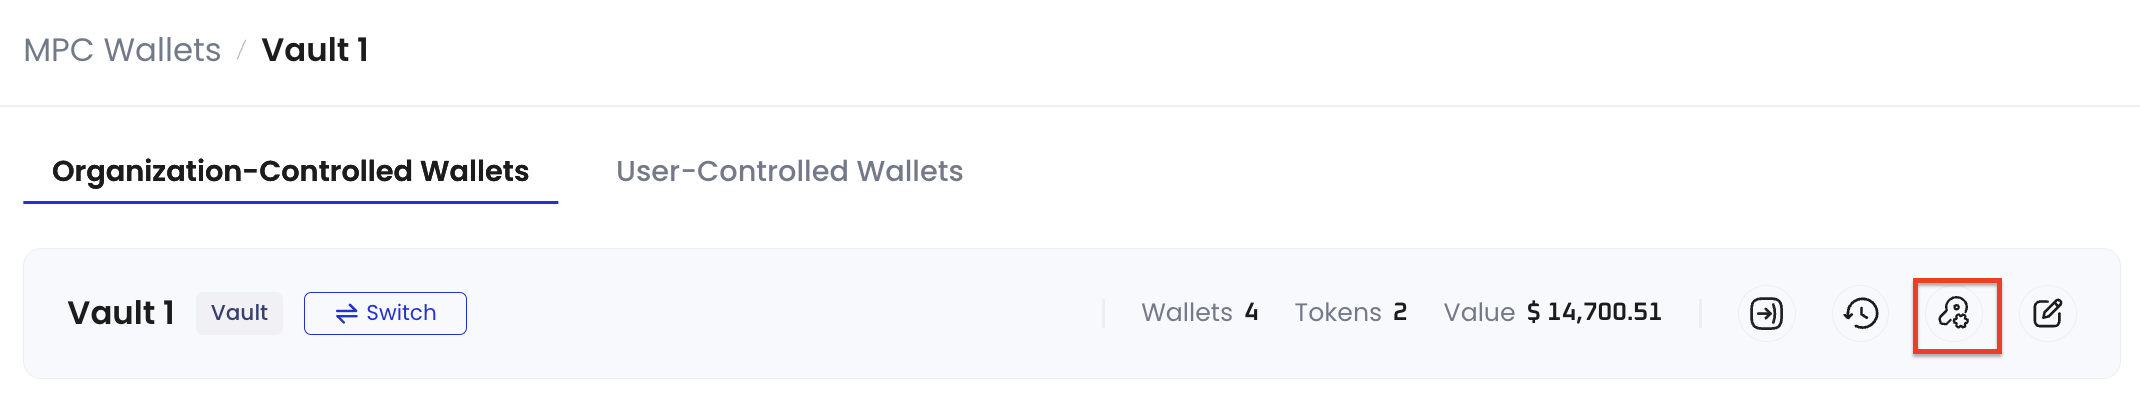 MPC Wallets / Vault 1
Organization-Controlled Wallets User-Controlled Wallets
Vault 1 Vault Switch Wallets 4 Tokens 2 Value $ 14,700.51